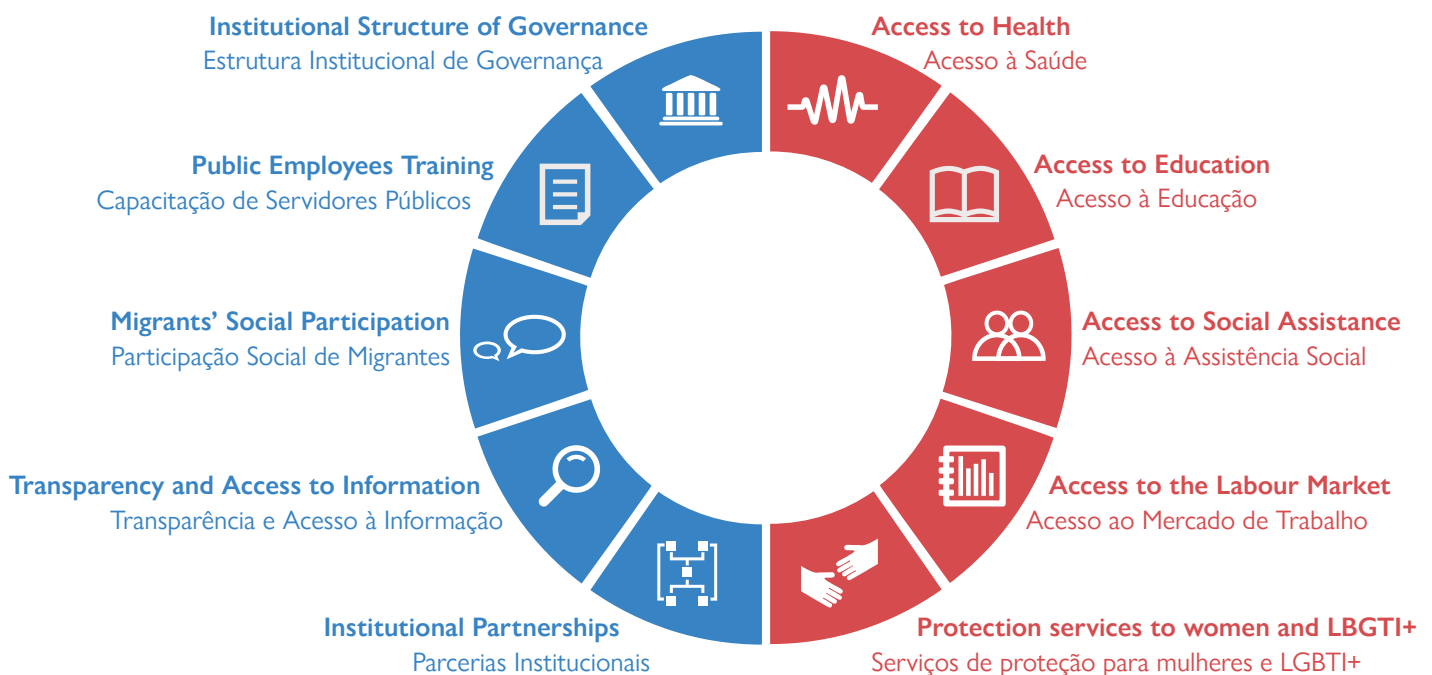 Institutional Structure of Governance
Estrutura Institucional de Governança
Public Employees Training
Capacitação de Servidores Públicos
Migrants’ Social Participation
Participação Social de Migrantes
Transparency and Access to Information
Transparência e Acesso à Informação
Institutional Partnerships
Parcerias Institucionais
Access to Health
Acesso à Saúde
Access to Education
Acesso à Educação
Access to Social Assistance
Acesso à Assistência Social
Access to the Labour Market
Acesso ao Mercado de Trabalho
Protection services to women and LBGTI+
Serviços de proteção para mulheres e LGBTI+